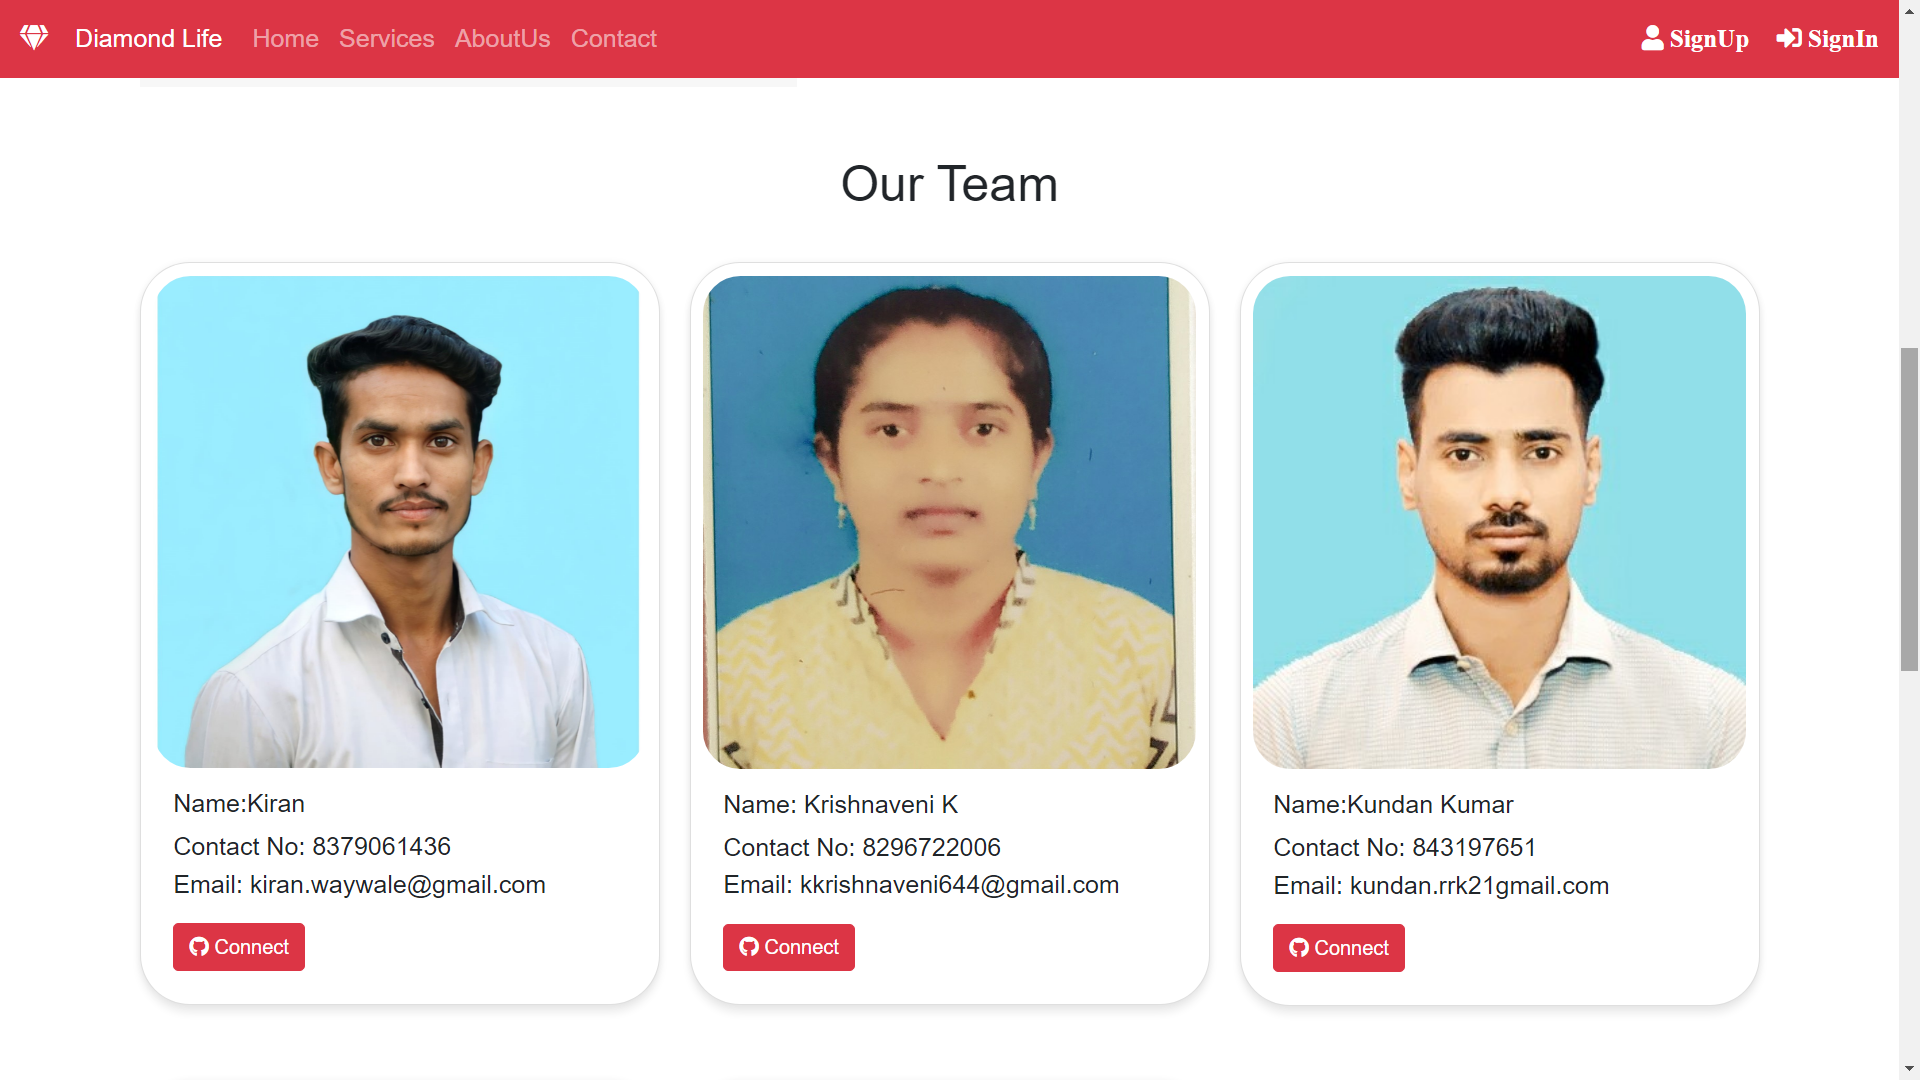 Diamond Life Home Services AboutUs Contact SignUp SignIn
Our Team
Name:Kiran
Contact No: 8379061436
Email: kiran.waywale@gmail.com
Connect
Name: Krishnaveni K
Contact No: 8296722006
Email: kkrishnaveni644@gmail.com
Connect
Name:Kundan Kumar
Contact No: 843197651
Email: kundan.rrk21gmail.com
Connect